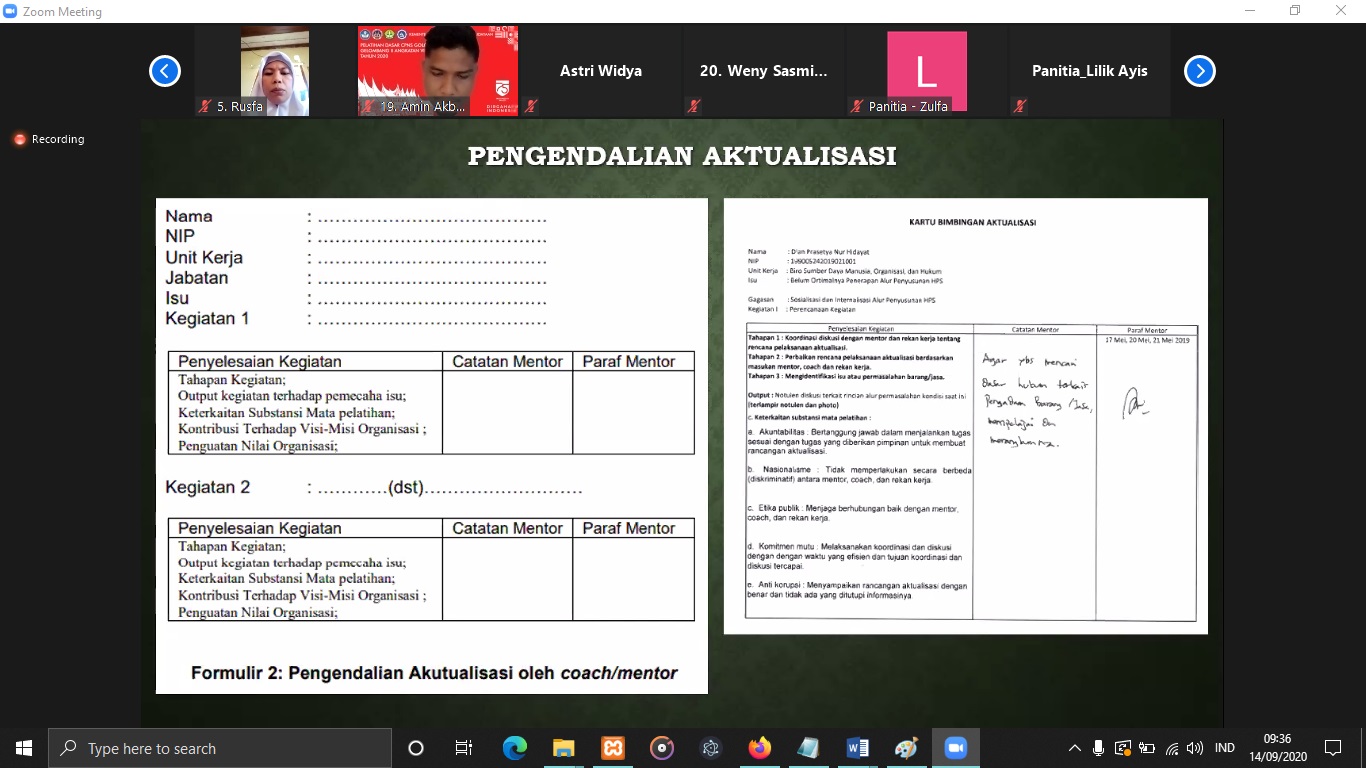 Zoom Meeting
5. Rusfa
PELATIHAN DASAR CPNS
TAHUN 2020
19. Amin Akb...
Astri Widya
20. Weny Sasmi...
L
Panitia - Zulfa
Panitia_Lilik Ayis
Recording
PENGENDALIAN AKTUALISASI
Nama : ......................................
NIP : ......................................
Unit Kerja : ......................................
Jabatan : ......................................
Isu : ......................................
Kegiatan 1 : ......................................
Penyelesaian Kegiatan Catatan Mentor Paraf Mentor
Tahapan Kegiatan;
Output kegiatan terhadap pemecaha isu;
Keterkaitan Substansi Mata pelatihan;
Kontribusi Terhadap Visi-Misi Organisasi ;
Penguatan Nilai Organisasi;
Kegiatan 2 : ............(dst)...........................
Penyelesaian Kegiatan Catatan Mentor Paraf Mentor
Tahapan Kegiatan;
Output kegiatan terhadap pemecaha isu;
Keterkaitan Substansi Mata pelatihan;
Kontribusi Terhadap Visi-Misi Organisasi ;
Penguatan Nilai Organisasi;
Formulir 2: Pengendalian Akutualisasi oleh coach/mentor
KARTU BIMBINGAN AKTUALISASI
Nama : Dian Prasetya Nur Hidayat
NIP : 199005242019021001
Unit Kerja : Biro Sumber Daya Manusia, Organisasi, dan Hukum
Isu : Belum Optimalnya Penerapan Alur Penyusunan HPS
Gagasan : Sosialisasi dan Internalisasi Alur Penyusunan HPS
Kegiatan I : Perencanaan Kegiatan
Penyelesaian Kegiatan Catatan Mentor Paraf Mentor
Tahapan 1 : Koordinasi diskusi dengan mentor dan rekan kerja tentang
rencana pelaksanaan aktualisasi.
Tahapan 2 : Perbaikan rencana pelaksanaan aktualisasi berdasarkan
masukan mentor, coach dan rekan kerja.
Tahapan 3 : Mengidentifikasi isu atau permasalahan barang/jasa.
Output : Notulen diskusi terkait rincian alur permasalahan kondisi saat isi
(terlampir notulen dan photo)
c. Keterkaitan substansi mata pelatihan :
a. Akuntabilitas : Bertanggung jawab dalam menjalankan tugas
sesuai dengan tugas yang diberikan pimpinan untuk membuat
rancangan aktualisasi.
b. Nasionalisme : Tidak memperlakukan secara berbeda
(diskriminatif) antara mentor, coach, dan rekan kerja.
c. Etika publik : Menjaga berhubungan baik dengan mentor,
coach, dan rekan kerja.
d. Komitmen mutu : Melaksanakan koordinasi dan diskusi
dengan dengan waktu yang efisien dan tujuan koordinasi dan
diskusi tercapai.
e. Anti korupsi : Menyampaikan rancangan aktualisasi dengan
benar dan tidak ada yang ditutupi informasinya.
Agar ybs mencari
Dasar hukum terkait
Pengadaan Barang /Jasa,
mempelajari dn
17 Mei, 20 Mei, 21 Mei 2019
Type here to search
IND
09:36
14/09/2020